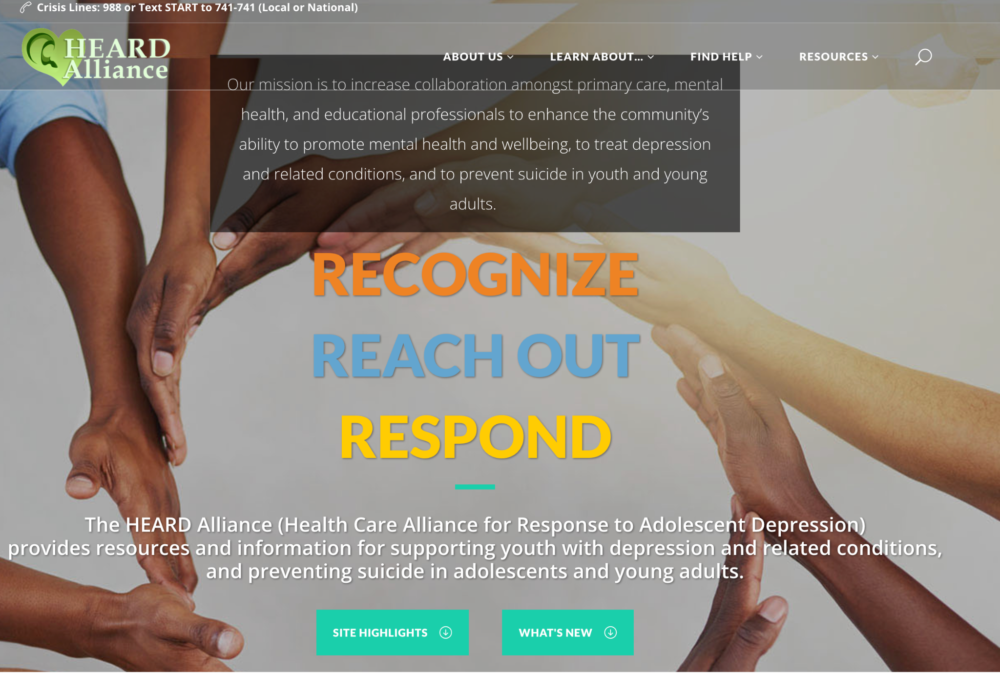 Crisis Lines: 988 or Text START to 741-741 (Local or National)
HEARD
Alliance
ABOUT US
LEARN ABOUT...
FIND HELP
RESOURCES
Our mission is to increase collaboration amongst primary care, mental
health, and educational professionals to enhance the community’s
ability to promote mental health and wellbeing, to treat depression
and related conditions, and to prevent suicide in youth and young
adults.
RECOGNIZE
REACH OUT
RESPOND
The HEARD Alliance (Health Care Alliance for Response to Adolescent Depression)
provides resources and information for supporting youth with depression and related conditions,
and preventing suicide in adolescents and young adults.
SITE HIGHLIGHTS
WHAT'S NEW